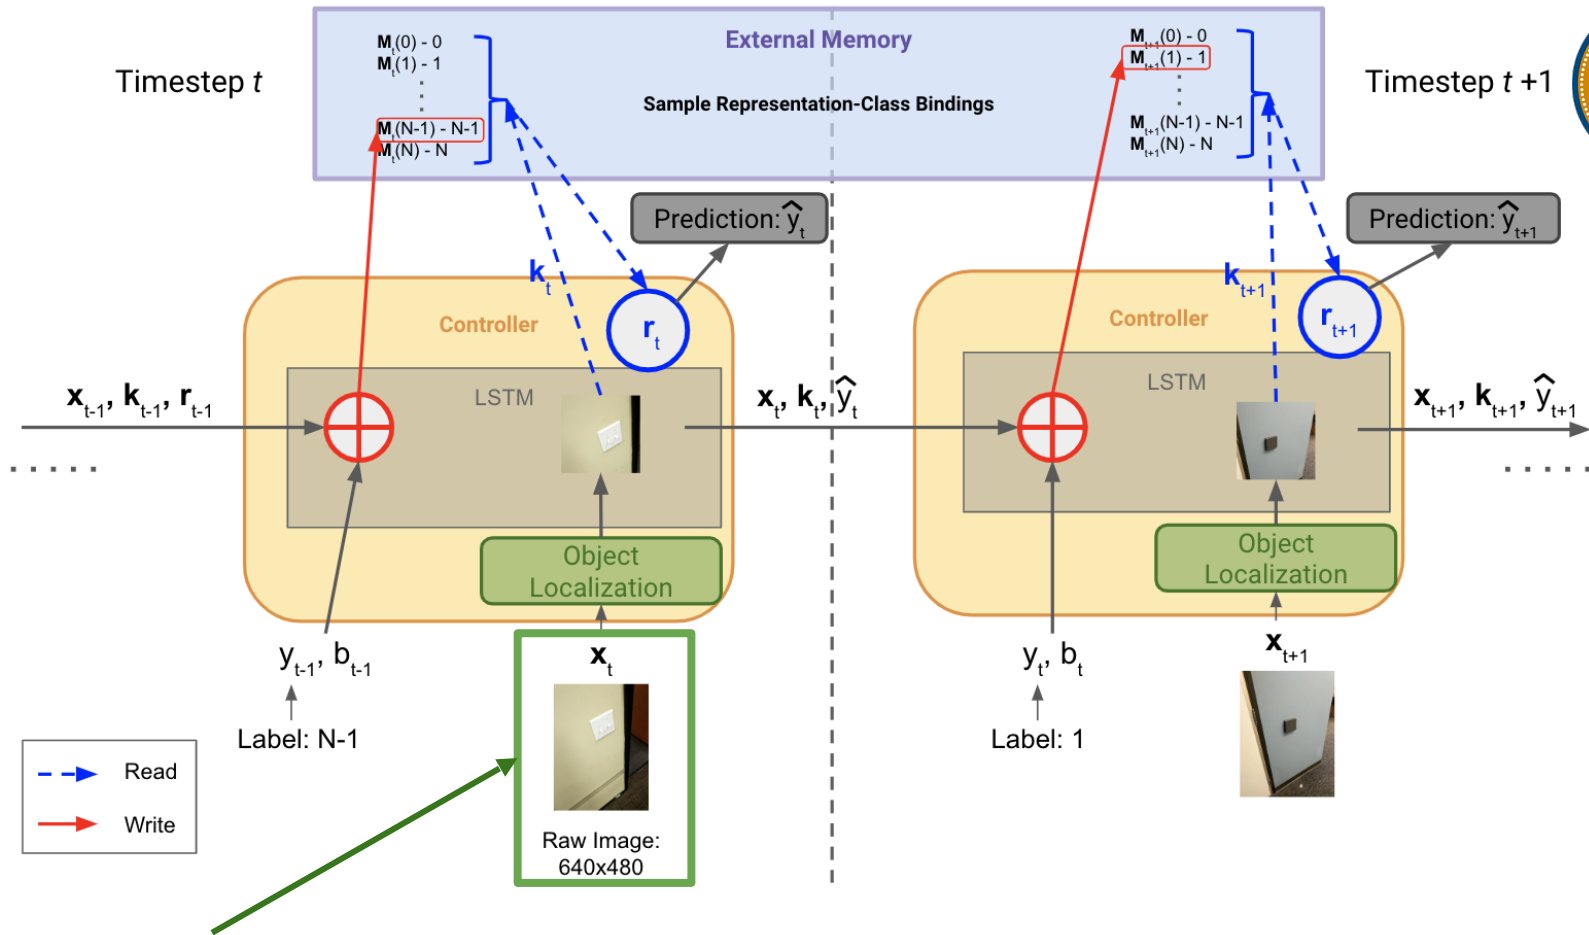 External Memory
Timestep t
Timestep t +1
M_t(0) - 0
M_t(1) - 1
M_t(N-1) - N-1
M_t(N) - N
Sample Representation-Class Bindings
M_t+1(0) - 0
M_t+1(1) - 1
M_t+1(N-1) - N-1
M_t+1(N) - N
Prediction: ŷ_t
Prediction: ŷ_t+1
k_t
k_t+1
Controller
r_t
Controller
r_t+1
LSTM
LSTM
x_t-1, k_t-1, r_t-1
x_t, k_t, ŷ_t
x_t+1, k_t+1, ŷ_t+1
Object
Localization
Object
Localization
y_t-1, b_t-1
x_t
y_t, b_t
x_t+1
Label: N-1
Label: 1
Read
Write
Raw Image:
640x480